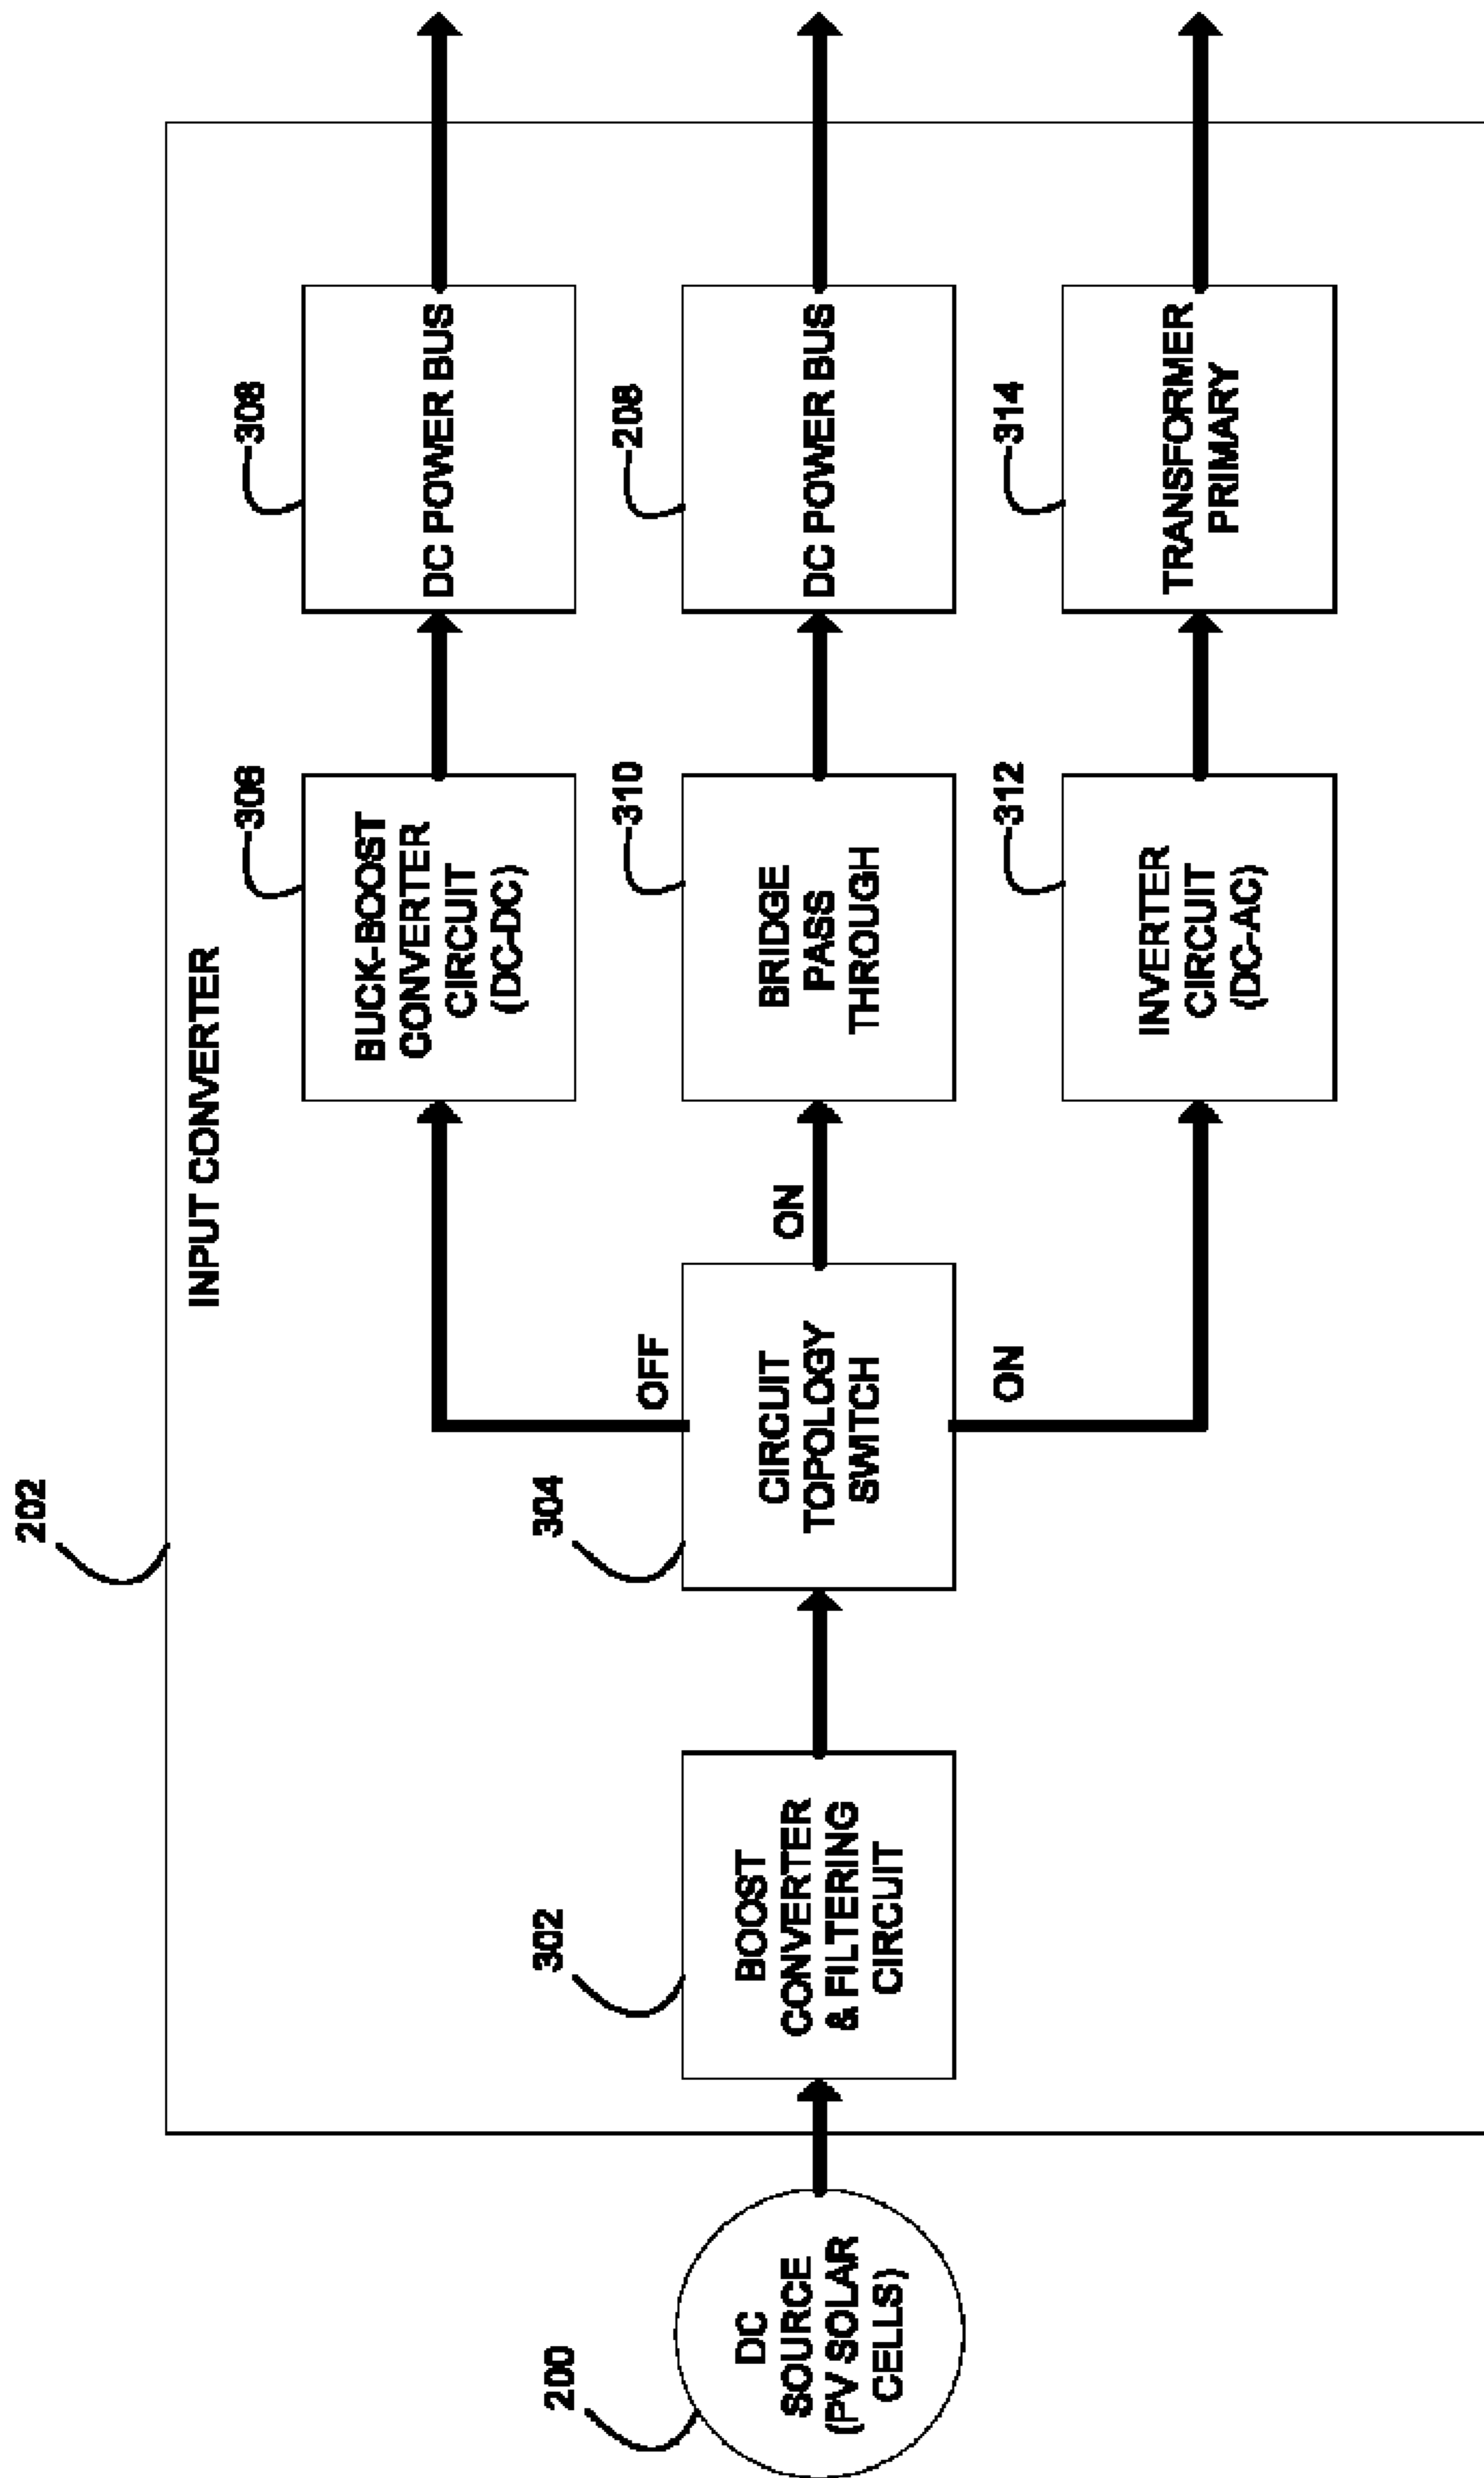 202
INPUT CONVERTER
200
DC
SOURCE
(PV SOLAR
CELLS)
302
BOOST
CONVERTER
& FILTERING
CIRCUIT
304
CIRCUIT
TOPOLOGY
SWITCH
OFF
ON
ON
306
BUCK-BOOST
CONVERTER
CIRCUIT
(DC-DC)
308
DC POWER BUS
310
BRIDGE
PASS
THROUGH
208
DC POWER BUS
312
INVERTER
CIRCUIT
(DC-AC)
314
TRANSFORMER
PRIMARY